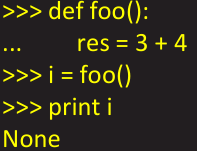 >>> def foo():
...        res = 3 + 4
>>> i = foo()
>>> print i
None